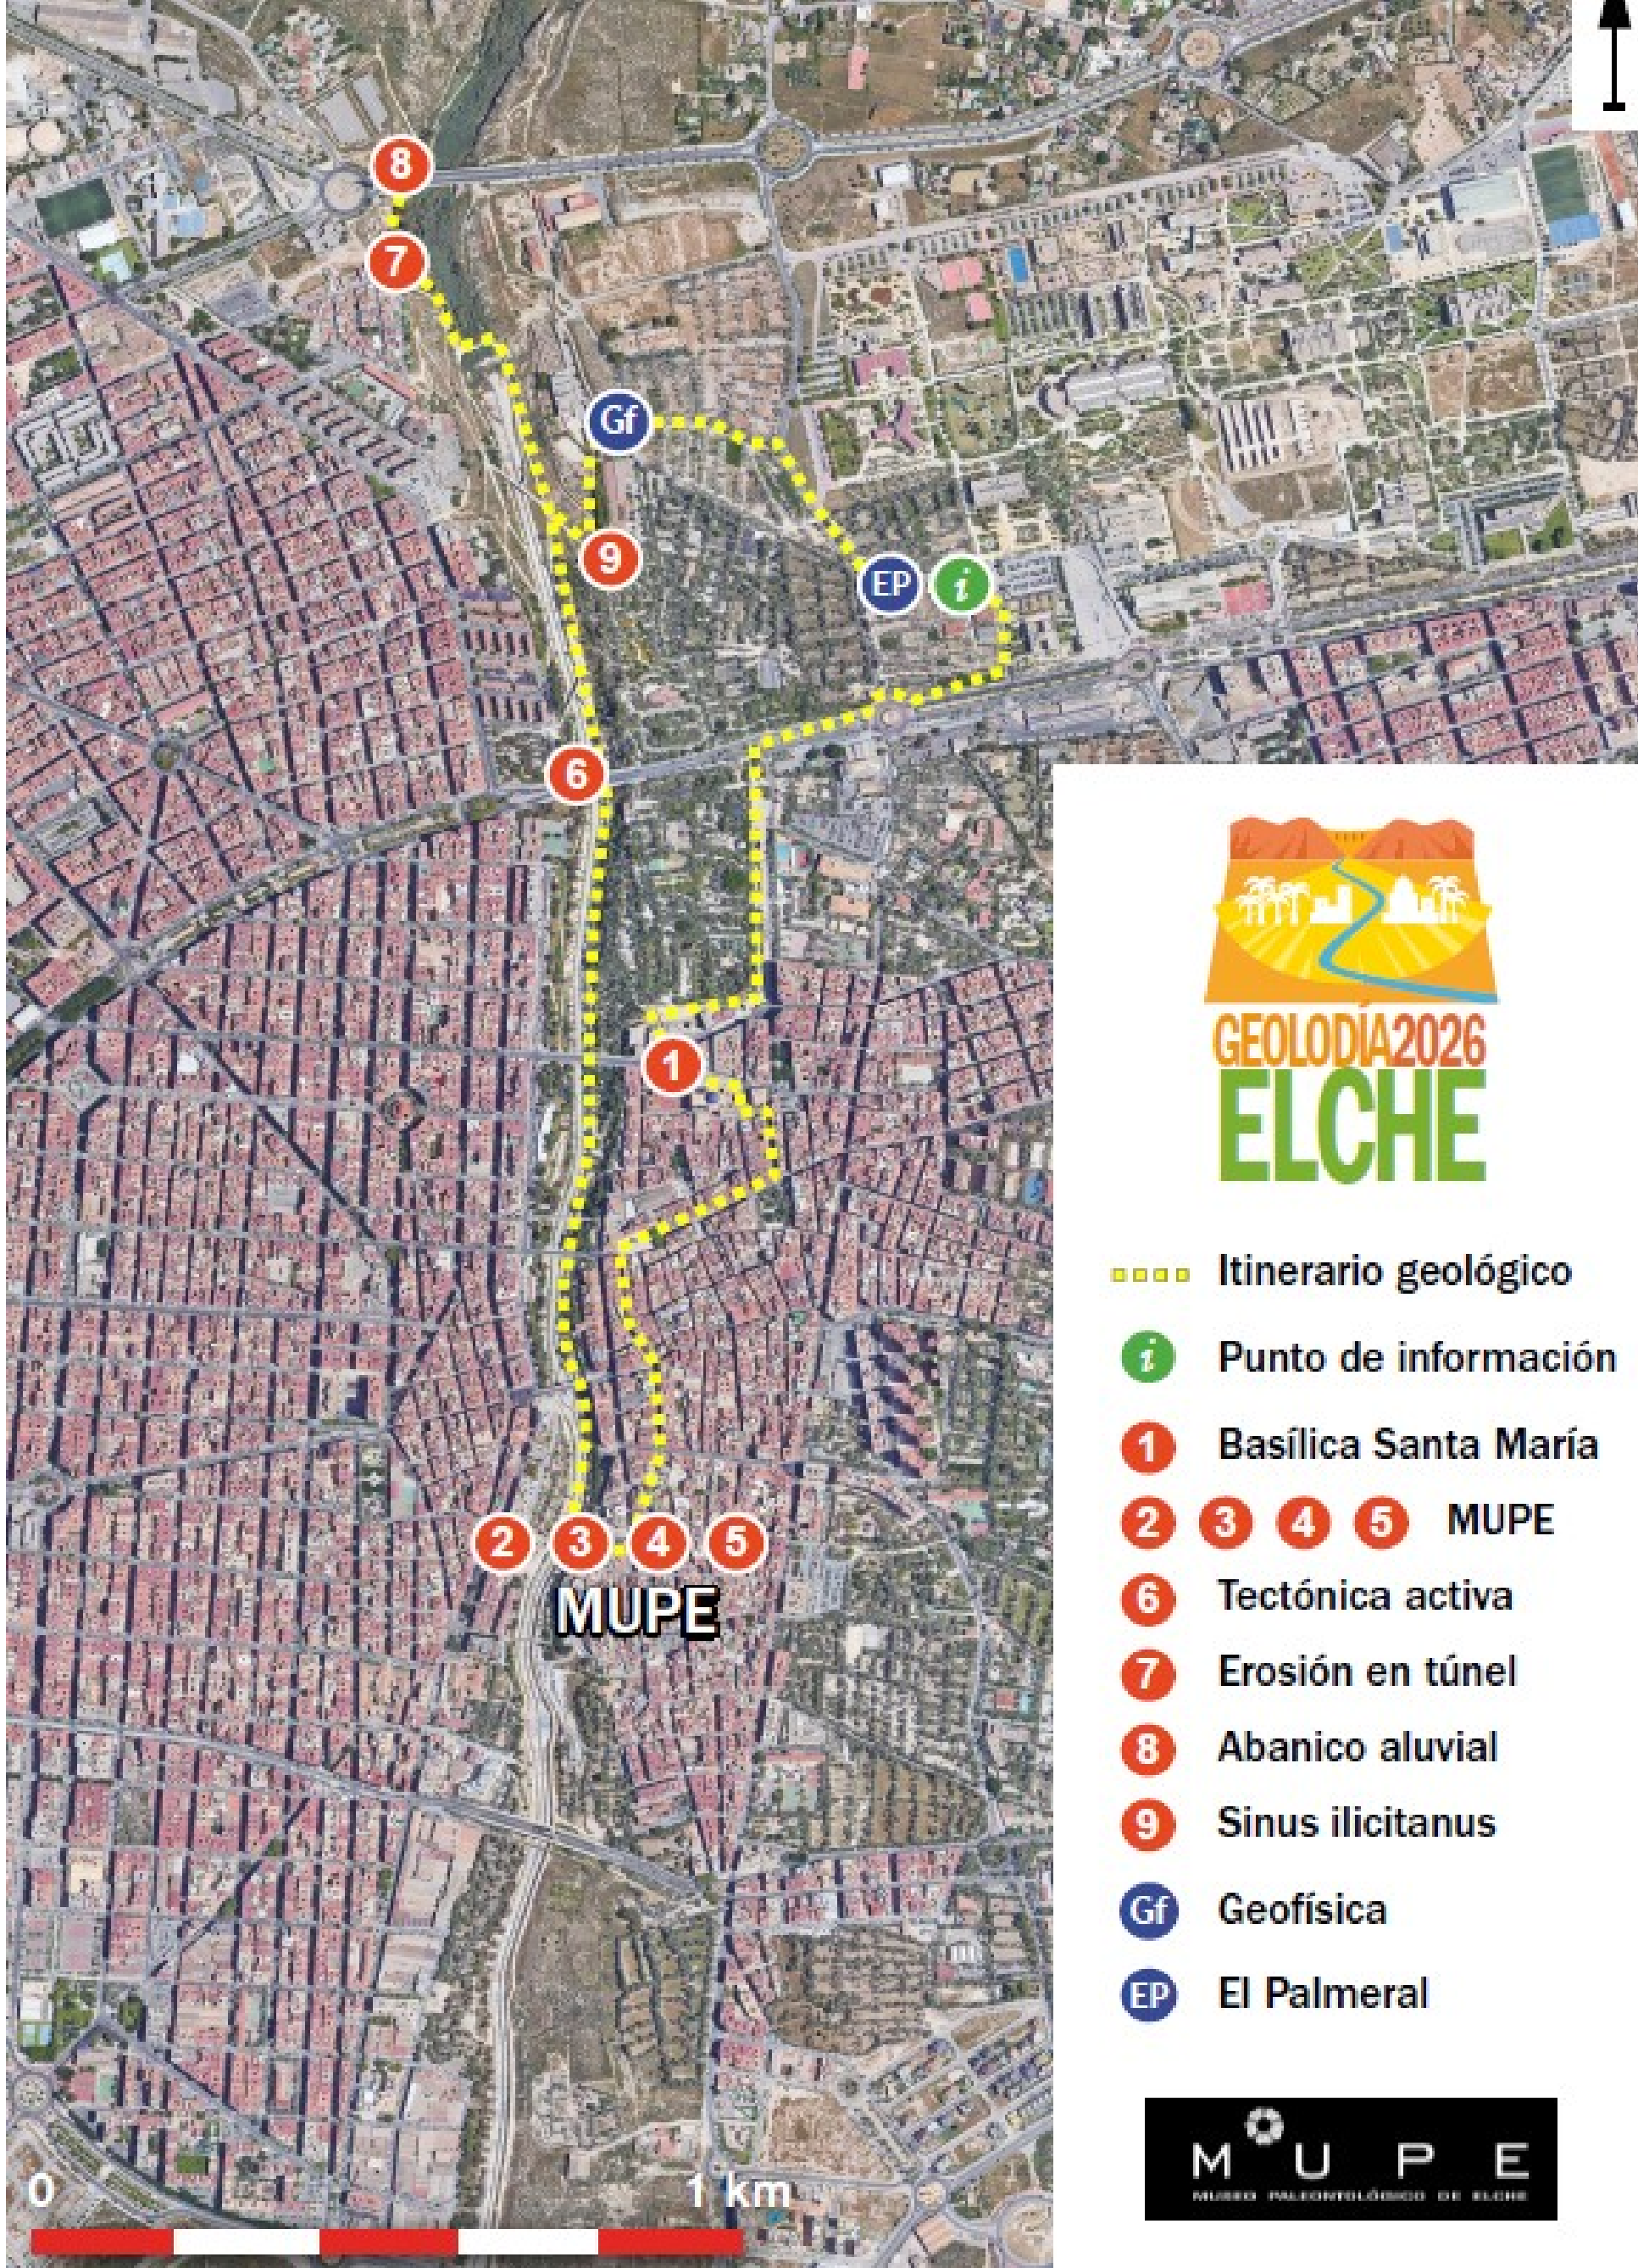 8
7
Gf
9
EP i
6
1
2 3 4 5
MUPE
0 1 km
GEOLODÍA2026
ELCHE
Itinerario geológico
i Punto de información
1 Basílica Santa María
2 3 4 5 MUPE
6 Tectónica activa
7 Erosión en túnel
8 Abanico aluvial
9 Sinus ilicitanus
Gf Geofísica
EP El Palmeral
MUPE
MUSEO PALEONTOLÓGICO DE ELCHE